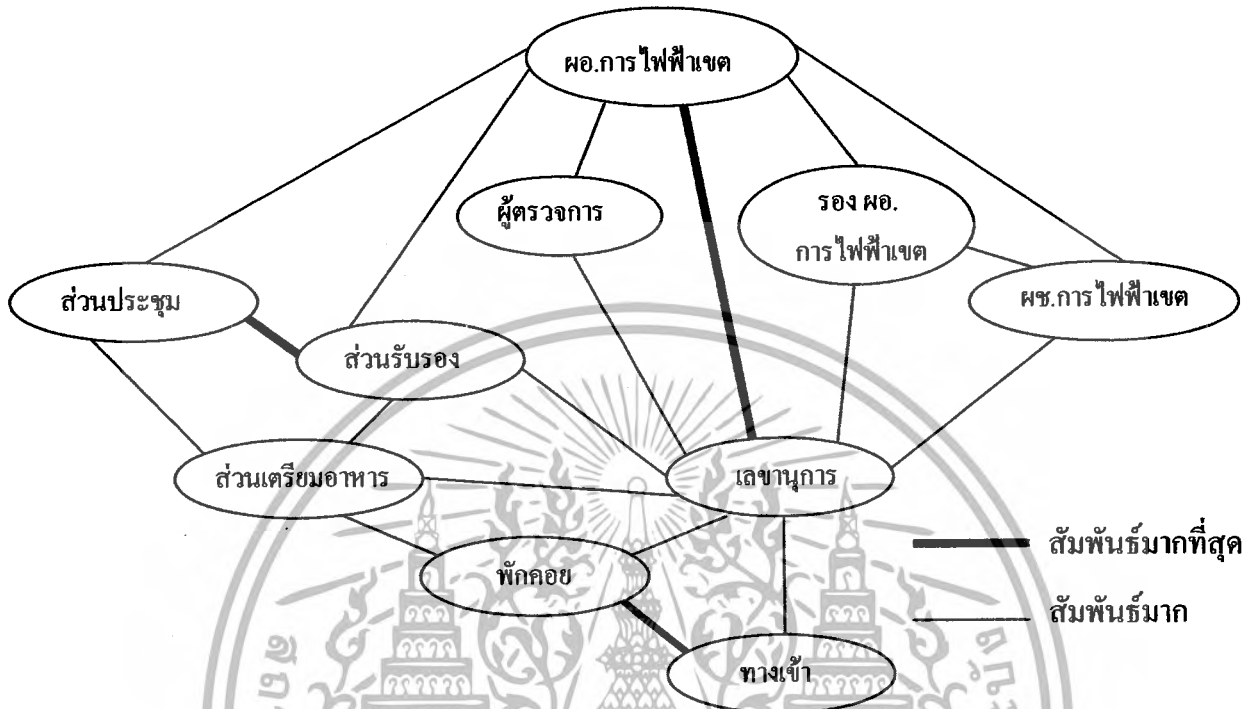 ผอ.การไฟฟ้าเขต
ผู้ตรวจการ
รอง ผอ.
การไฟฟ้าเขต
ส่วนประชุม
ผช.การไฟฟ้าเขต
ส่วนรับรอง
ส่วนเตรียมอาหาร
เลขานุการ
สัมพันธ์มากที่สุด
พักคอย
สัมพันธ์มาก
ทางเข้า